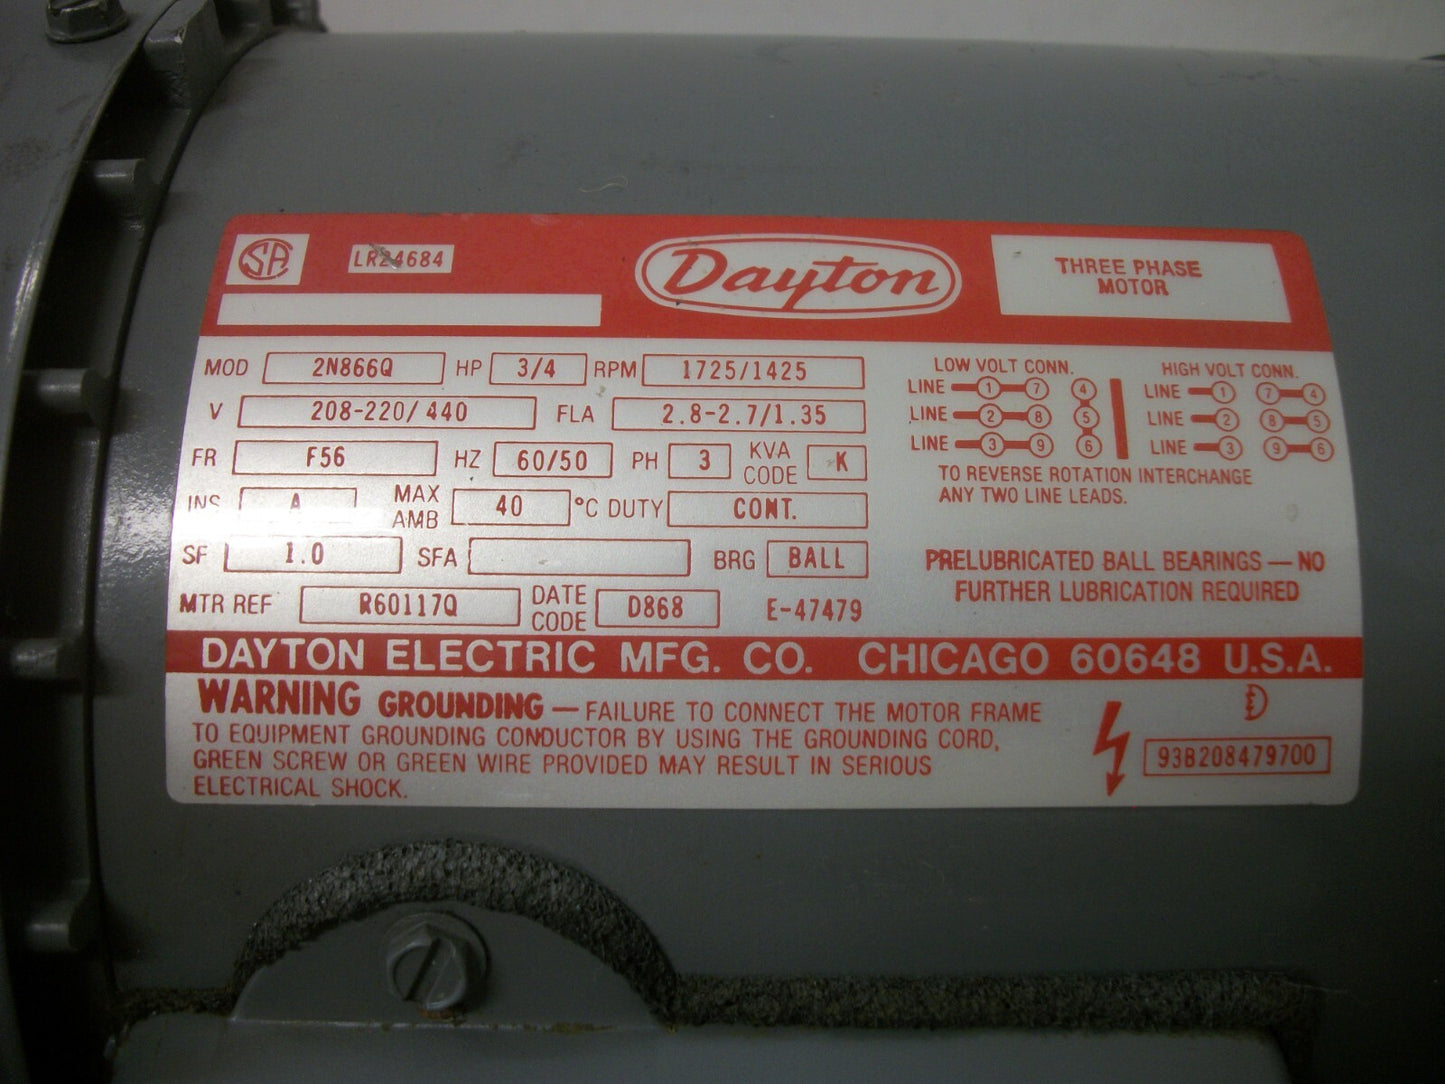 SA LR24684 Dayton THREE PHASE
MOTOR
MOD 2N866Q HP 3/4 RPM 1725/1425
V 208-220/440 FLA 2.8-2.7/1.35
FR F56 HZ 60/50 PH 3 KVA CODE K
INS A MAX AMB 40 °C DUTY CONT.
SF 1.0 SFA BRG BALL
MTR REF R60117Q DATE CODE D868 E-47479
LOW VOLT CONN.
LINE 1 7 4
LINE 2 8 5
LINE 3 9 6
HIGH VOLT CONN.
LINE 1 7 4
LINE 2 8 5
LINE 3 9 6
TO REVERSE ROTATION INTERCHANGE
ANY TWO LINE LEADS.
PRELUBRICATED BALL BEARINGS — NO
FURTHER LUBRICATION REQUIRED
DAYTON ELECTRIC MFG. CO. CHICAGO 60648 U.S.A.
WARNING GROUNDING — FAILURE TO CONNECT THE MOTOR FRAME
TO EQUIPMENT GROUNDING CONDUCTOR BY USING THE GROUNDING CORD,
GREEN SCREW OR GREEN WIRE PROVIDED MAY RESULT IN SERIOUS
ELECTRICAL SHOCK.
93B208479700